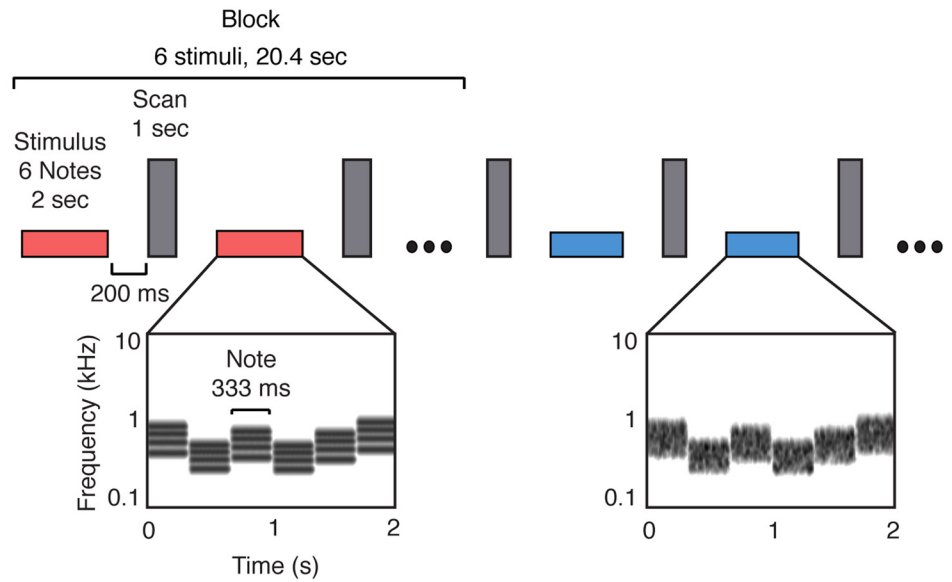 Block
6 stimuli, 20.4 sec
Scan
1 sec
Stimulus
6 Notes
2 sec
200 ms
10
1
0.1
Frequency (kHz)
Note
333 ms
0
1
2
Time (s)
10
1
0.1
0
1
2